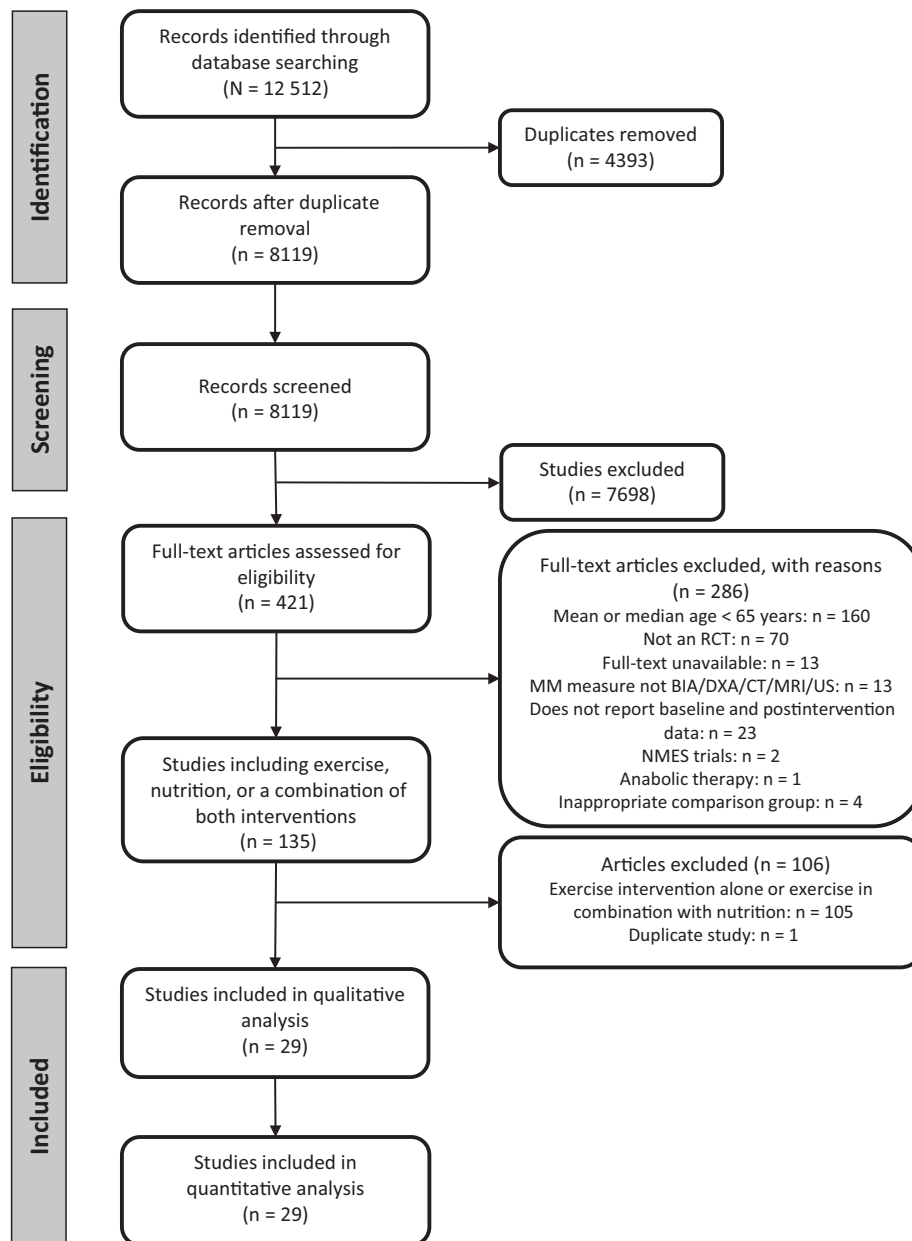 Identification
Records identified through
database searching
(N = 12 512)
Duplicates removed
(n = 4393)
Records after duplicate
removal
(n = 8119)
Screening
Records screened
(n = 8119)
Studies excluded
(n = 7698)
Eligibility
Full-text articles assessed for
eligibility
(n = 421)
Full-text articles excluded, with reasons
(n = 286)
Mean or median age < 65 years: n = 160
Not an RCT: n = 70
Full-text unavailable: n = 13
MM measure not BIA/DXA/CT/MRI/US: n = 13
Does not report baseline and postintervention
data: n = 23
NMES trials: n = 2
Anabolic therapy: n = 1
Inappropriate comparison group: n = 4
Studies including exercise,
nutrition, or a combination of
both interventions
(n = 135)
Articles excluded (n = 106)
Exercise intervention alone or exercise in
combination with nutrition: n = 105
Duplicate study: n = 1
Included
Studies included in qualitative
analysis
(n = 29)
Studies included in
quantitative analysis
(n = 29)